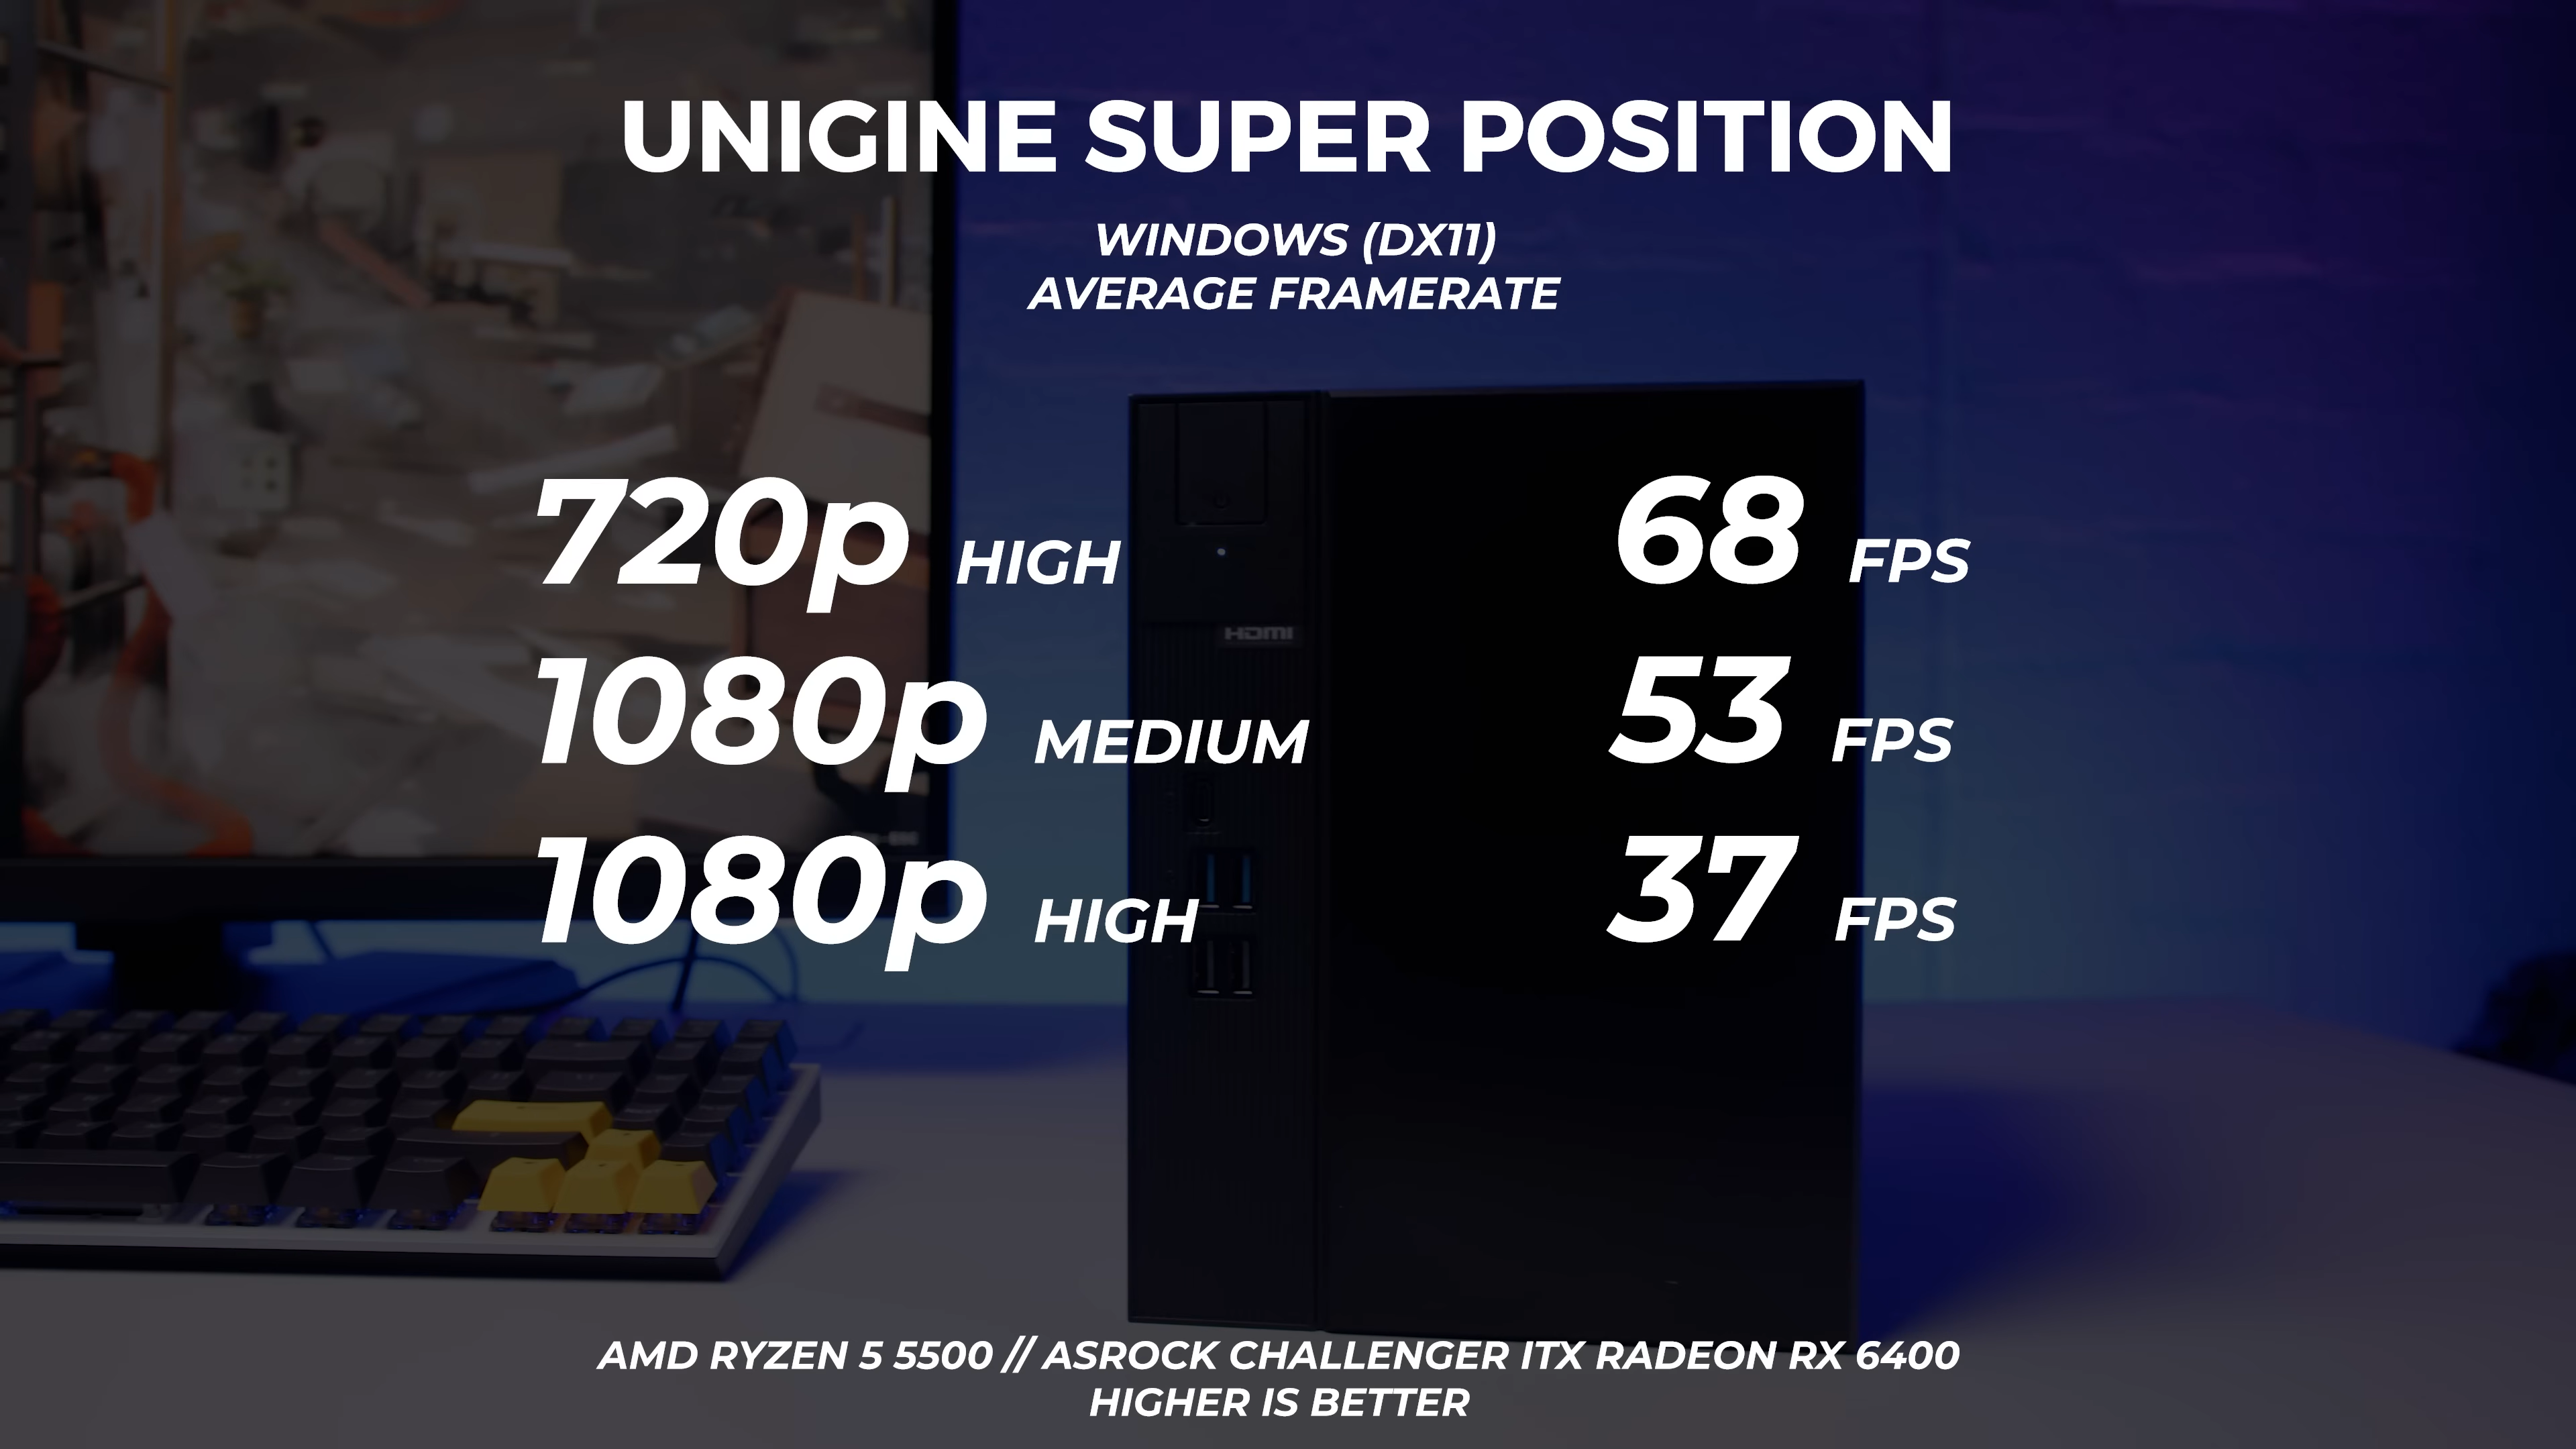 UNIGINE SUPER POSITION
WINDOWS (DX11)
AVERAGE FRAMERATE
720p HIGH 68 FPS
HDMI
1080p MEDIUM 53 FPS
1080p HIGH 37 FPS
AMD RYZEN 5 5500 // ASROCK CHALLENGER ITX RADEON RX 6400
HIGHER IS BETTER